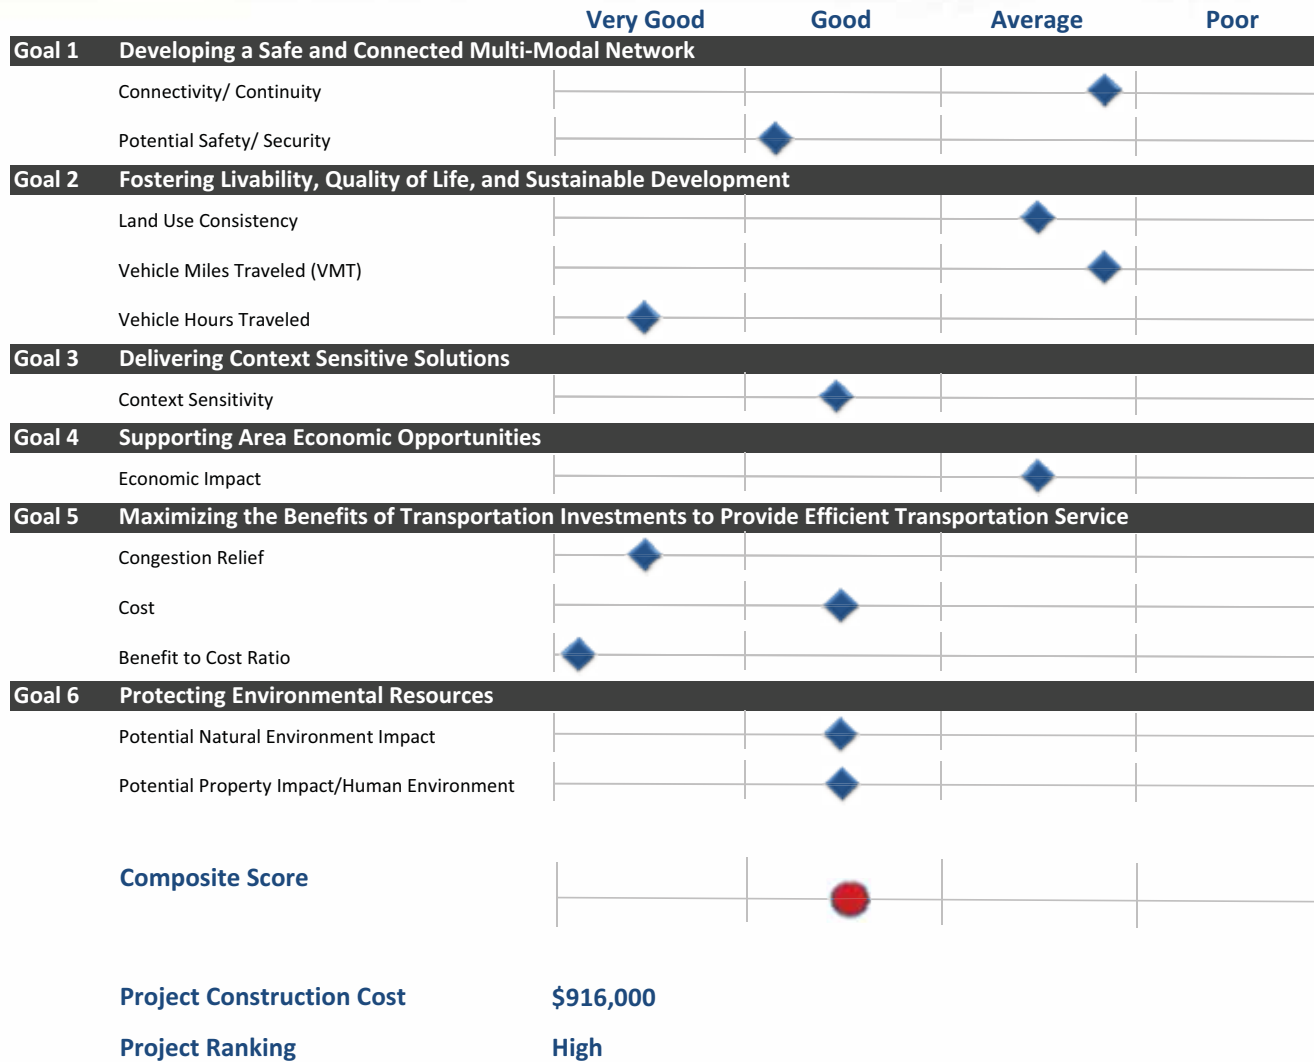 Very Good Good Average Poor
Goal 1 Developing a Safe and Connected Multi-Modal Network
Connectivity/ Continuity
Potential Safety/ Security
Goal 2 Fostering Livability, Quality of Life, and Sustainable Development
Land Use Consistency
Vehicle Miles Traveled (VMT)
Vehicle Hours Traveled
Goal 3 Delivering Context Sensitive Solutions
Context Sensitivity
Goal 4 Supporting Area Economic Opportunities
Economic Impact
Goal 5 Maximizing the Benefits of Transportation Investments to Provide Efficient Transportation Service
Congestion Relief
Cost
Benefit to Cost Ratio
Goal 6 Protecting Environmental Resources
Potential Natural Environment Impact
Potential Property Impact/Human Environment
Composite Score
Project Construction Cost $916,000
Project Ranking High